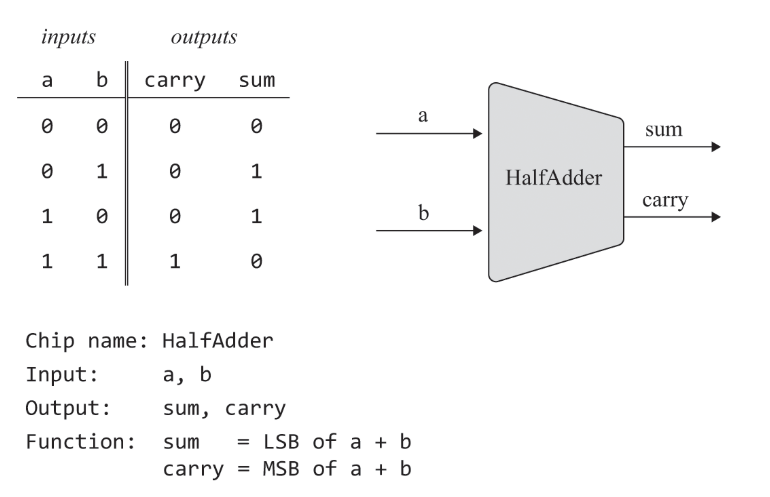 inputs outputs
a b carry sum
0 0 0 0
0 1 0 1
1 0 0 1
1 1 1 0
a
b
HalfAdder
sum
carry
Chip name: HalfAdder
Input: a, b
Output: sum, carry
Function: sum = LSB of a + b
carry = MSB of a + b